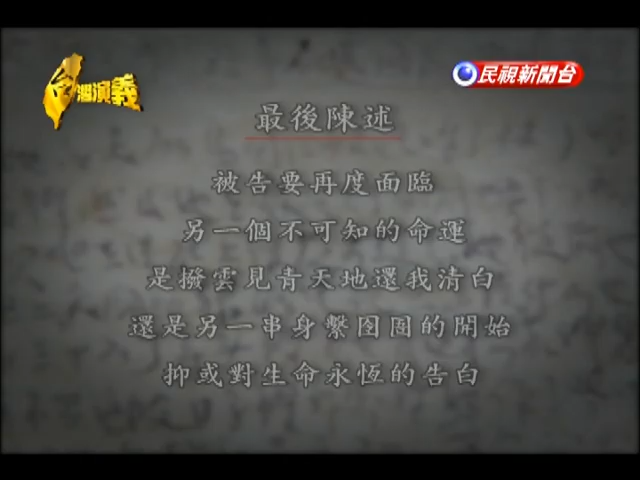 台灣演義
民視新聞台
最後陳述
被告要再度面臨
另一個不可知的命運
是撥雲見青天地還我清白
還是另一串身繫囹圄的開始
抑或對生命永恆的告白